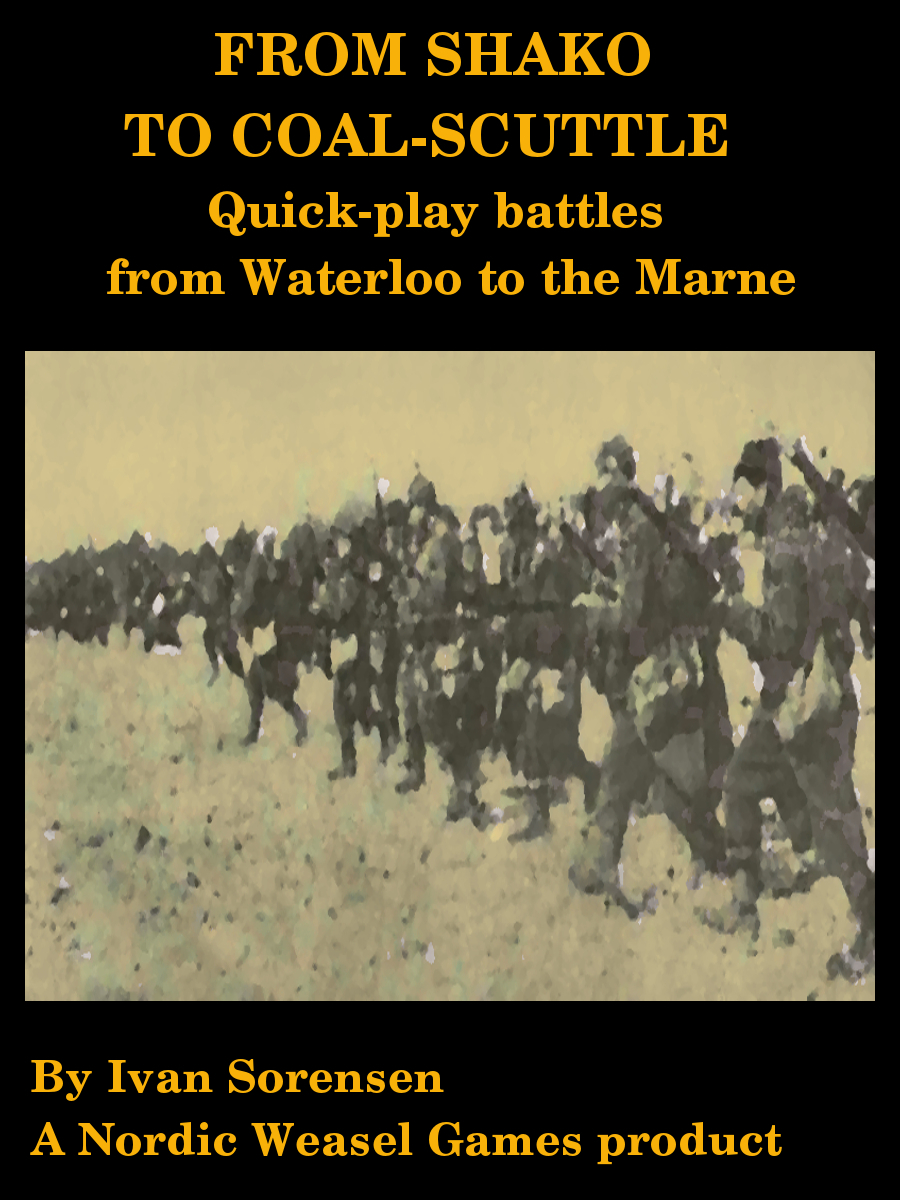 FROM SHAKO
TO COAL-SCUTTLE
Quick-play battles
from Waterloo to the Marne
By Ivan Sorensen
A Nordic Weasel Games product